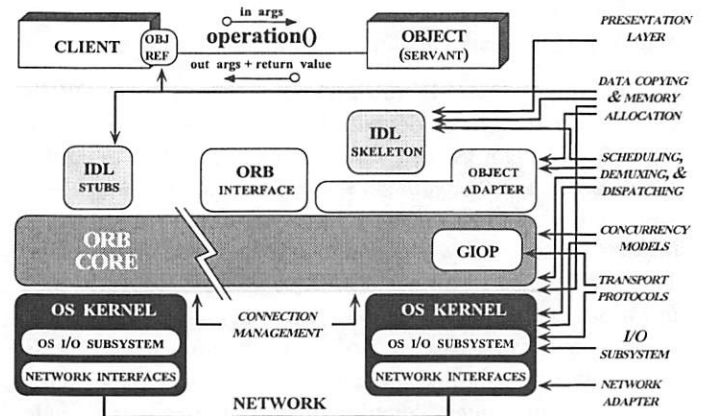 in args
operation()
out args + return value
CLIENT
OBJ
REF
OBJECT
(SERVANT)
PRESENTATION
LAYER
DATA COPYING
& MEMORY
ALLOCATION
IDL
STUBS
ORB
INTERFACE
IDL
SKELETON
OBJECT
ADAPTER
SCHEDULING,
DEMUXING, &
DISPATCHING
ORB
CORE
GIOP
CONCURRENCY
MODELS
TRANSPORT
PROTOCOLS
OS KERNEL
OS I/O SUBSYSTEM
NETWORK INTERFACES
CONNECTION
MANAGEMENT
OS KERNEL
OS I/O SUBSYSTEM
NETWORK INTERFACES
I/O
SUBSYSTEM
NETWORK
ADAPTER
NETWORK